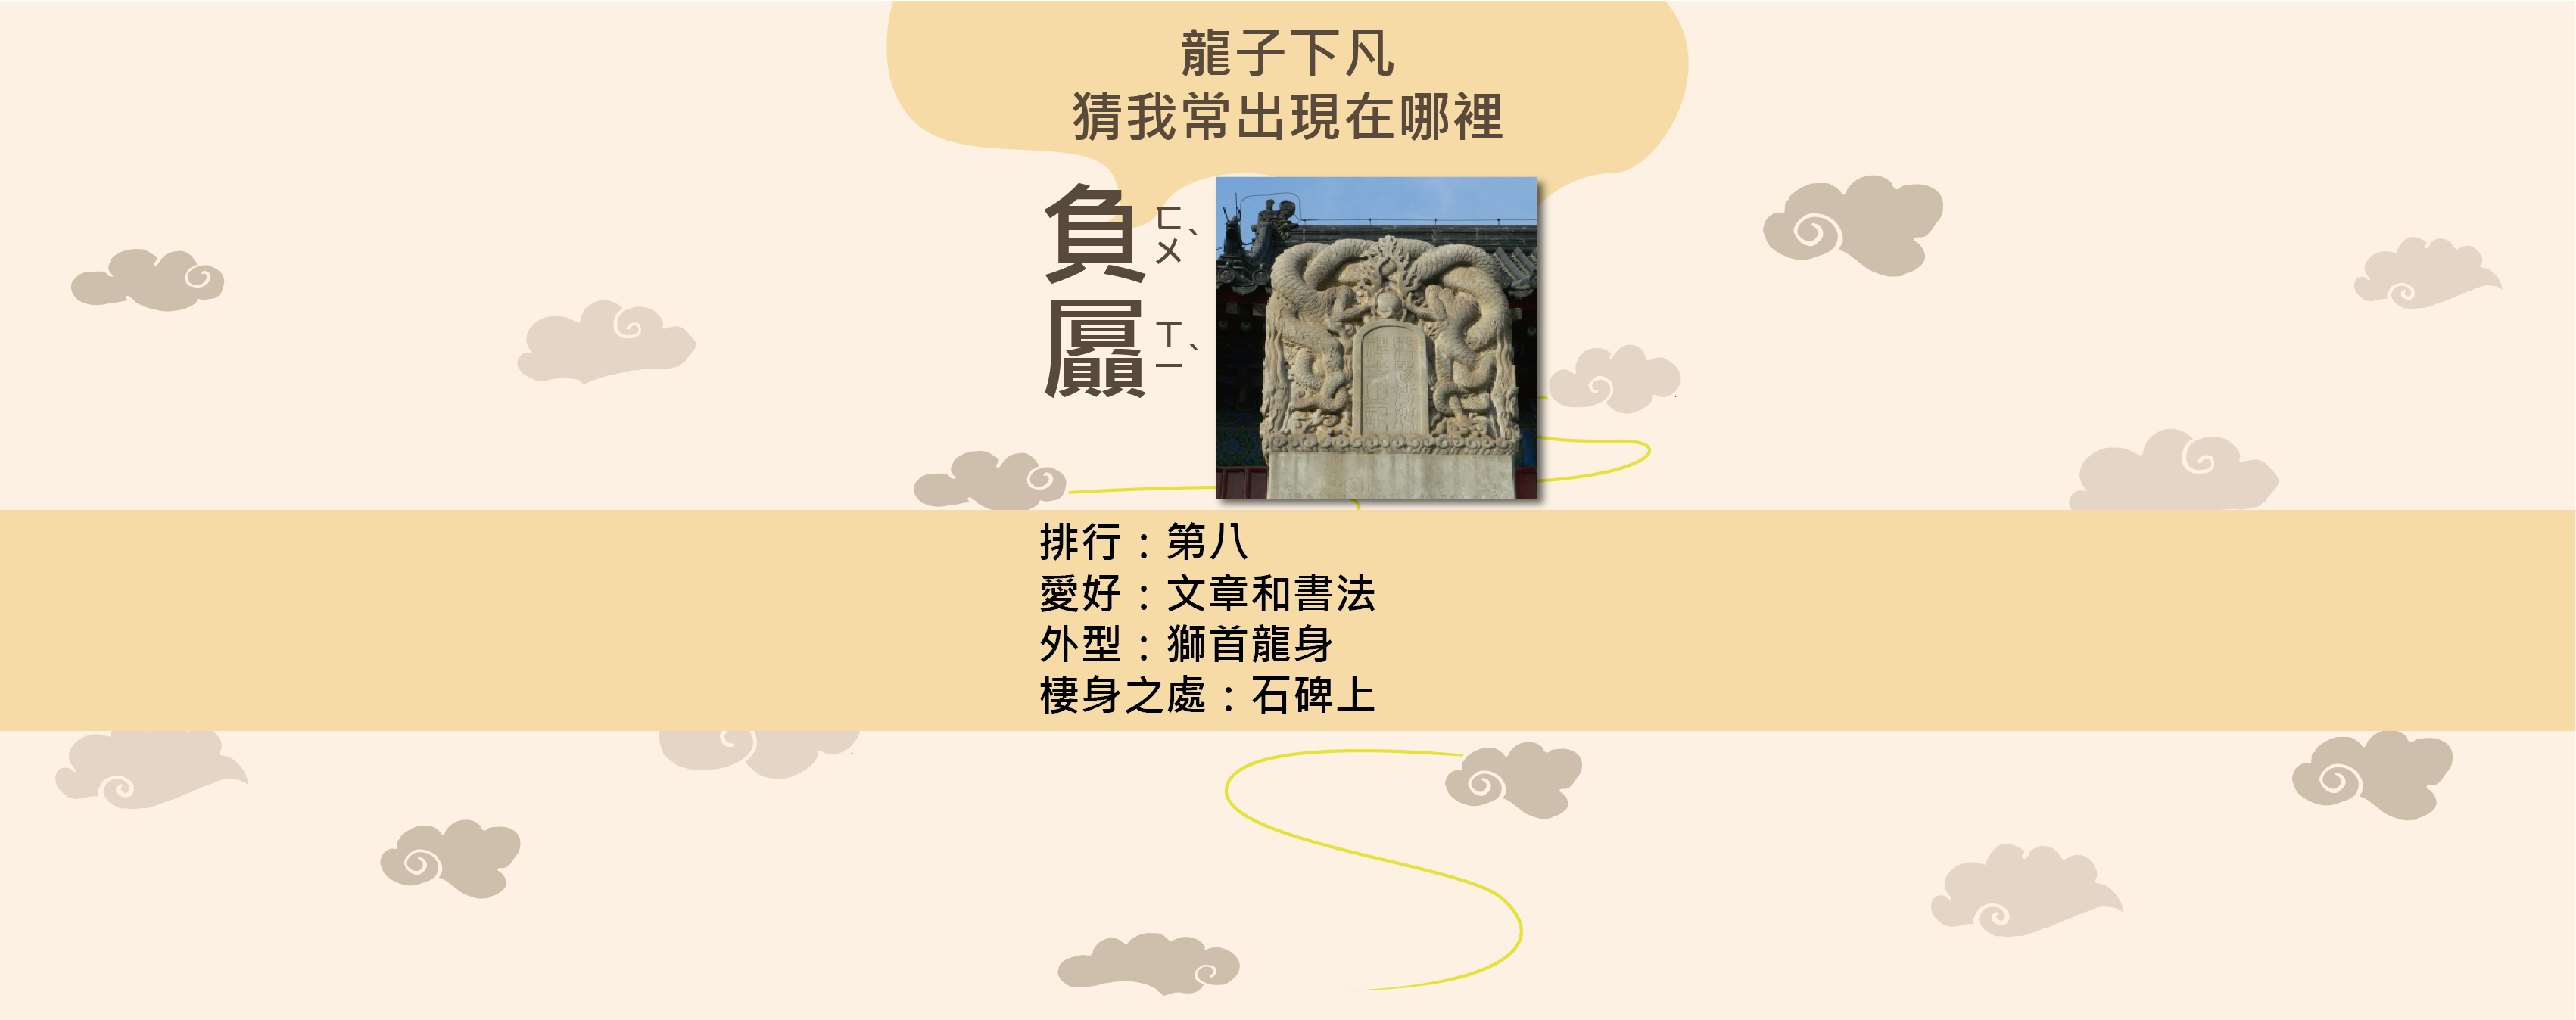 龍子下凡
猜我常出現在哪裡
負屭
ㄈㄨˋ
ㄒㄧˋ
排行：第八
愛好：文章和書法
外型：獅首龍身
棲身之處：石碑上